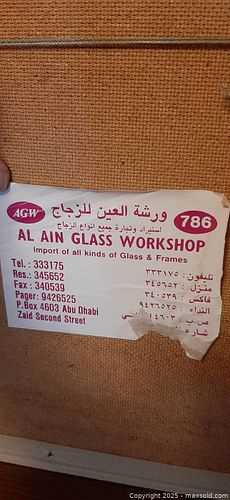 AGW ورشة العين للزجاج 786
استيراد وتجارة جميع انواع الزجاج
AL AIN GLASS WORKSHOP
Import of all kinds of Glass & Frames
Tel. : 333175
تليفون : ٣٣٣١٧٥
Res.: 345652
منزل : ٣٤٥٦٥٢
Fax : 340539
فاكس : ٣٤٠٥٣٩
Pager: 9426525
النداء : ٩٤٢٦٥٢٥
P.Box 4603 Abu Dhabi
ص.ب : ٤٦٠٣
Zaid Second Street
شارع
Copyright © 2025 - maxsold.com